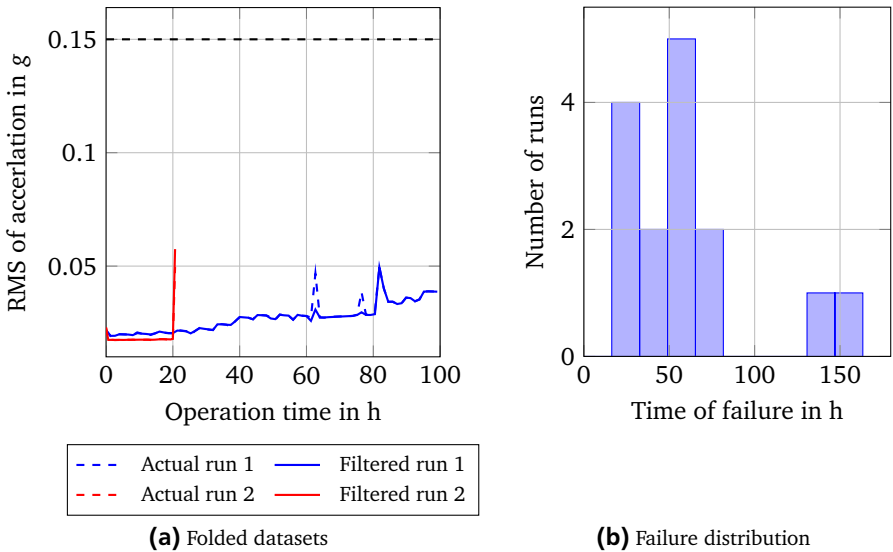 RMS of accerlation in g
0.15
0.1
0.05
0 20 40 60 80 100
Operation time in h
Actual run 1 Filtered run 1
Actual run 2 Filtered run 2
(a) Folded datasets
Number of runs
4
2
0
0 50 100 150
Time of failure in h
(b) Failure distribution